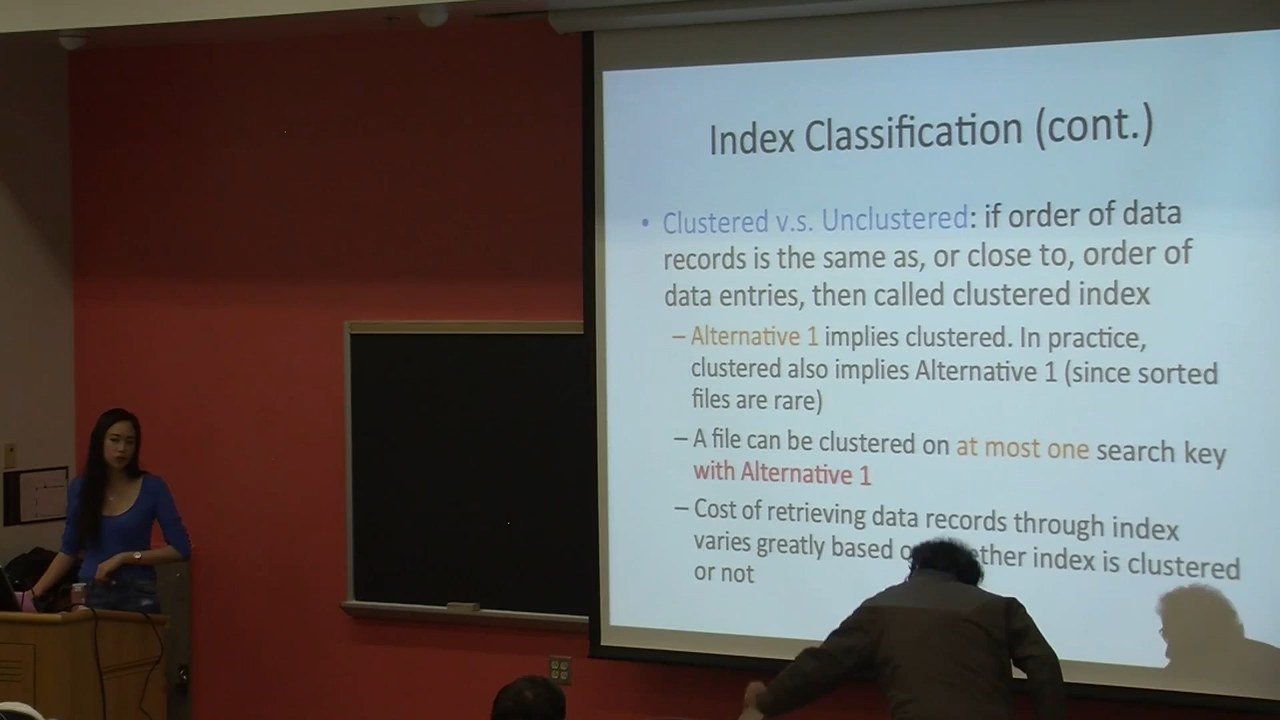 Index Classification (cont.)
• Clustered v.s. Unclustered: if order of data
records is the same as, or close to, order of
data entries, then called clustered index
– Alternative 1 implies clustered. In practice,
clustered also implies Alternative 1 (since sorted
files are rare)
– A file can be clustered on at most one search key
with Alternative 1
– Cost of retrieving data records through index
varies greatly based index is clustered
or not